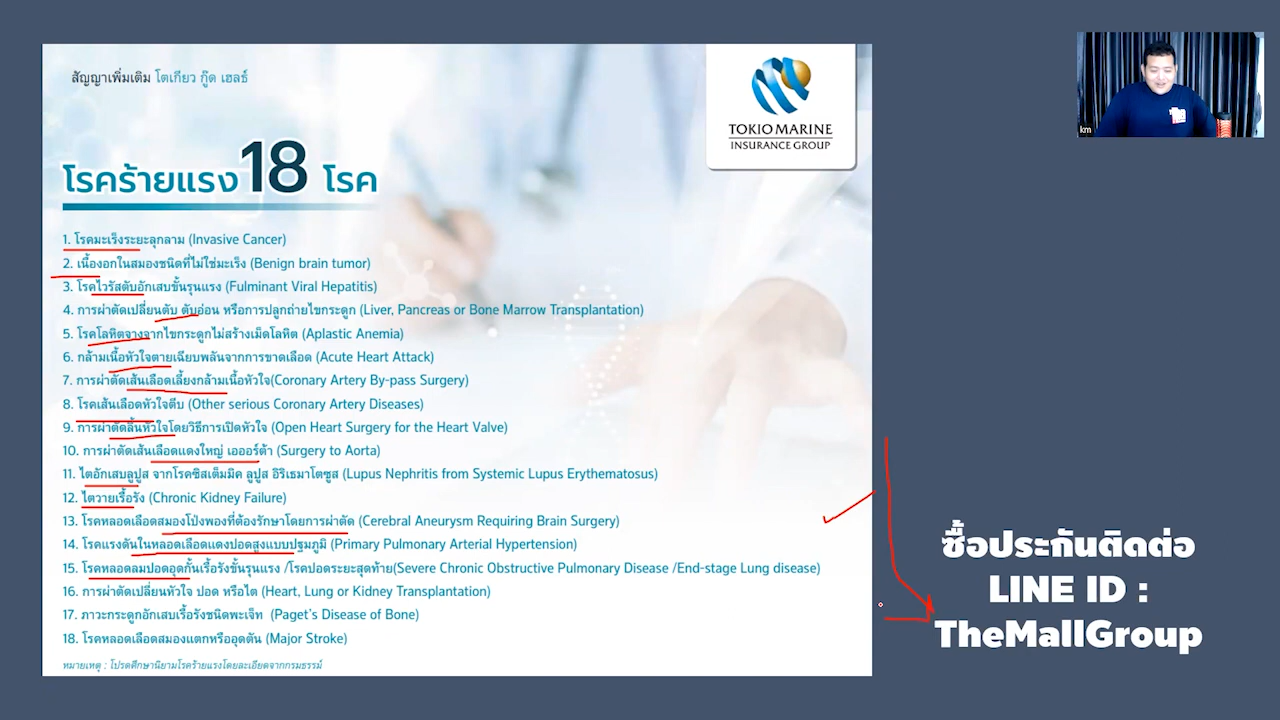 สัญญาเพิ่มเติม โตเกียว กู๊ด เฮลธ์
TOKIO MARINE
INSURANCE GROUP
km
โรคร้ายแรง 18 โรค
1. โรคมะเร็งระยะลุกลาม (Invasive Cancer)
2. เนื้องอกในสมองชนิดที่ไม่ใช่มะเร็ง (Benign brain tumor)
3. โรคไวรัสตับอักเสบขั้นรุนแรง (Fulminant Viral Hepatitis)
4. การผ่าตัดเปลี่ยนตับ ตับอ่อน หรือการปลูกถ่ายไขกระดูก (Liver, Pancreas or Bone Marrow Transplantation)
5. โรคโลหิตจางจากไขกระดูกไม่สร้างเม็ดโลหิต (Aplastic Anemia)
6. กล้ามเนื้อหัวใจตายเฉียบพลันจากการขาดเลือด (Acute Heart Attack)
7. การผ่าตัดเส้นเลือดเลี้ยงกล้ามเนื้อหัวใจ(Coronary Artery By-pass Surgery)
8. โรคเส้นเลือดหัวใจตีบ (Other serious Coronary Artery Diseases)
9. การผ่าตัดลิ้นหัวใจโดยวิธีการเปิดหัวใจ (Open Heart Surgery for the Heart Valve)
10. การผ่าตัดเส้นเลือดแดงใหญ่ เอออร์ต้า (Surgery to Aorta)
11. ไตอักเสบลูปูส จากโรคซิสเต็มมิค ลูปูส อิริเธมาโตซูส (Lupus Nephritis from Systemic Lupus Erythematosus)
12. ไตวายเรื้อรัง (Chronic Kidney Failure)
13. โรคหลอดเลือดสมองโป่งพองที่ต้องรักษาโดยการผ่าตัด (Cerebral Aneurysm Requiring Brain Surgery)
14. โรคแรงดันในหลอดเลือดแดงปอดสูงแบบปฐมภูมิ (Primary Pulmonary Arterial Hypertension)
15. โรคหลอดลมปอดอุดกั้นเรื้อรังขั้นรุนแรง /โรคปอดระยะสุดท้าย(Severe Chronic Obstructive Pulmonary Disease /End-stage Lung disease)
16. การผ่าตัดเปลี่ยนหัวใจ ปอด หรือไต (Heart, Lung or Kidney Transplantation)
17. ภาวะกระดูกอักเสบเรื้อรังชนิดพะเจ็ท (Paget's Disease of Bone)
18. โรคหลอดเลือดสมองแตกหรืออุดตัน (Major Stroke)
หมายเหตุ : โปรดศึกษานิยามโรคร้ายแรงโดยละเอียดจากกรมธรรม์
ซื้อประกันติดต่อ
LINE ID :
TheMallGroup